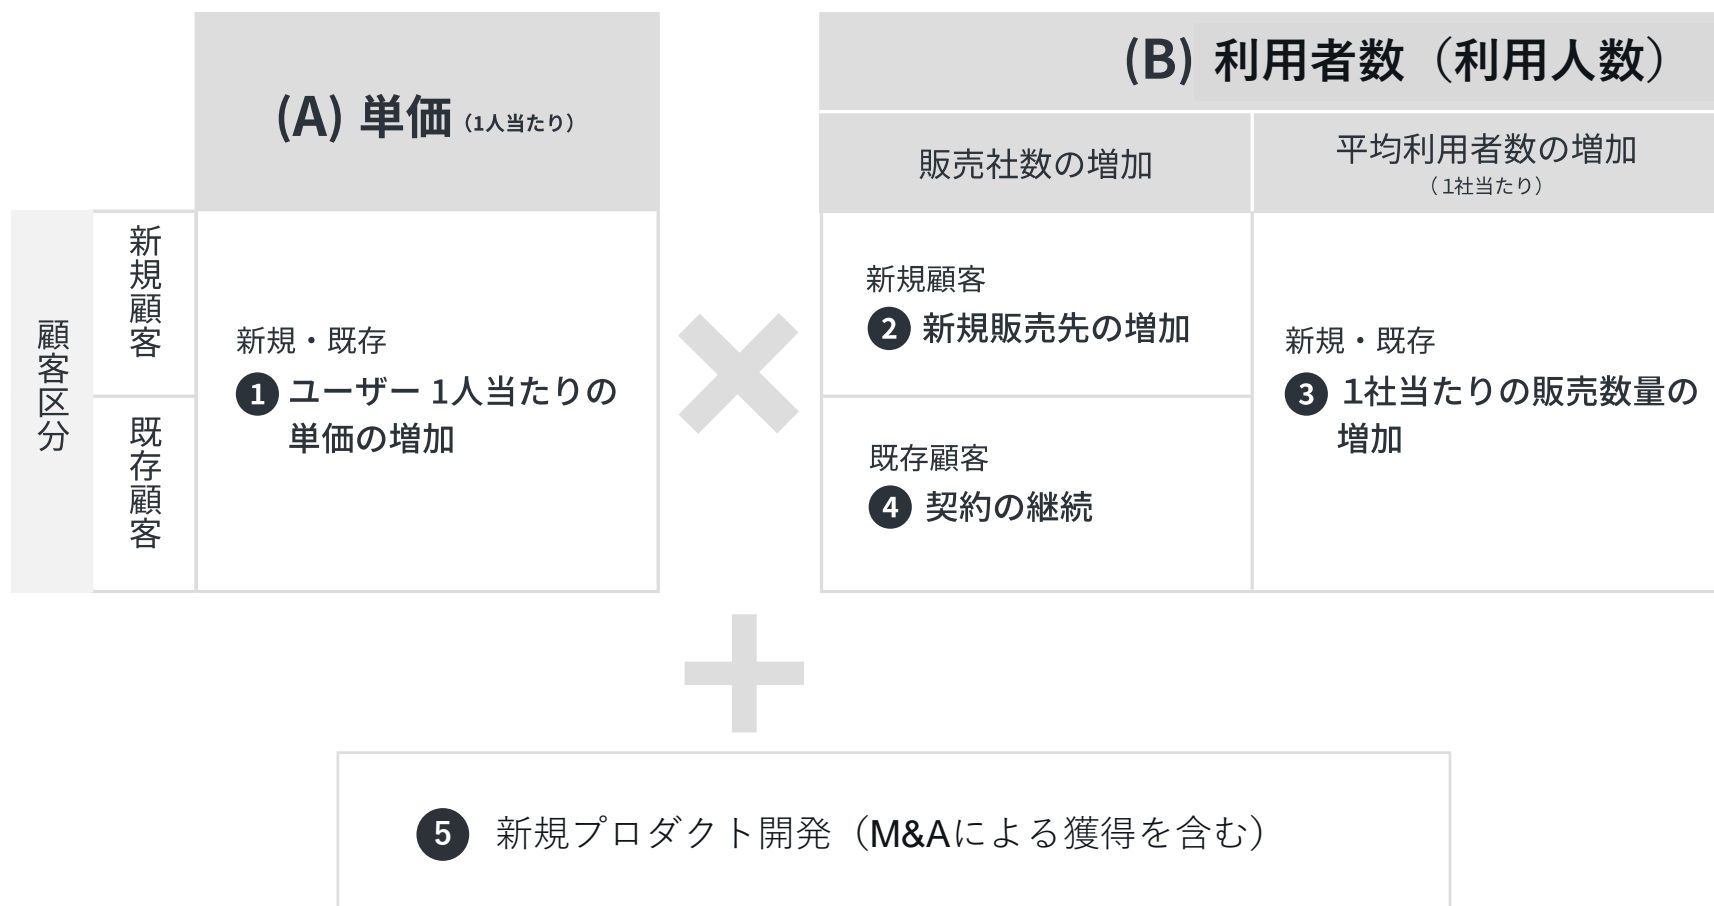 (A) 単価（1人当たり）
(B) 利用者数（利用人数）
販売社数の増加
平均利用者数の増加
（1社当たり）
顧客区分
新規顧客
既存顧客
新規・既存
1 ユーザー 1人当たりの
単価の増加
新規顧客
2 新規販売先の増加
既存顧客
4 契約の継続
新規・既存
3 1社当たりの販売数量の
増加
5 新規プロダクト開発（M&Aによる獲得を含む）